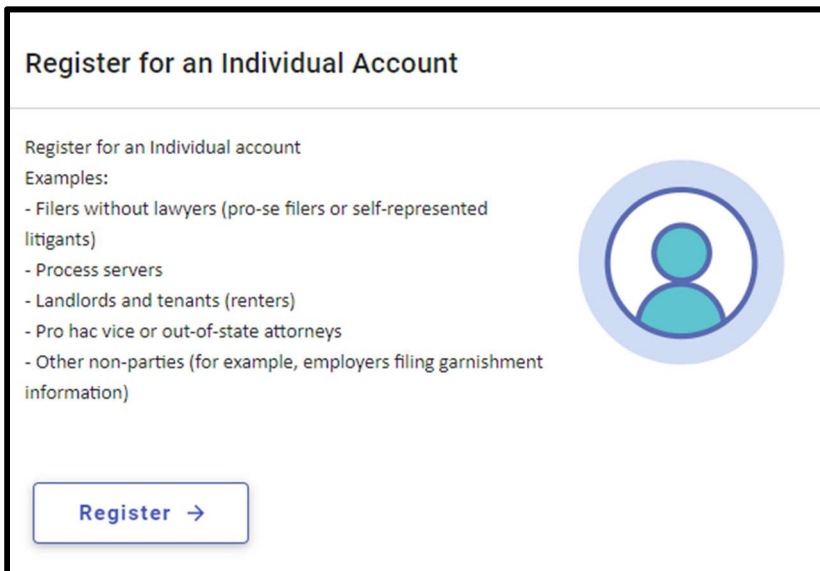 Register for an Individual Account
Register for an Individual account
Examples:
- Filers without lawyers (pro-se filers or self-represented
litigants)
- Process servers
- Landlords and tenants (renters)
- Pro hac vice or out-of-state attorneys
- Other non-parties (for example, employers filing garnishment
information)
Register →